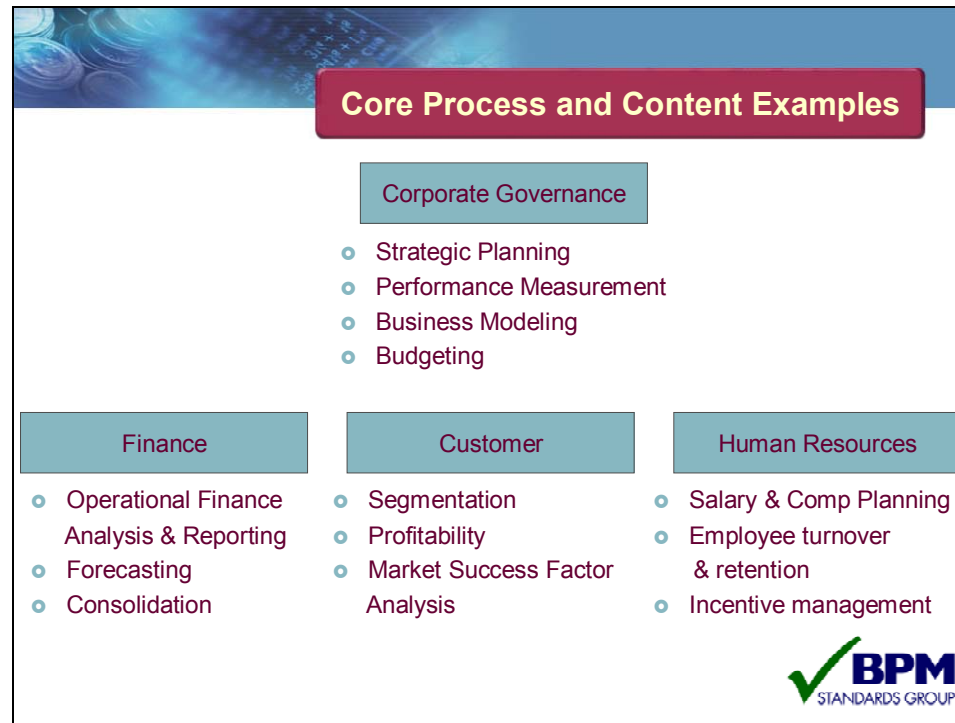 Core Process and Content Examples
Corporate Governance
Strategic Planning
Performance Measurement
Business Modeling
Budgeting
Finance
Operational Finance
Analysis & Reporting
Forecasting
Consolidation
Customer
Segmentation
Profitability
Market Success Factor
Analysis
Human Resources
Salary & Comp Planning
Employee turnover
& retention
Incentive management
BPM
STANDARDS GROUP